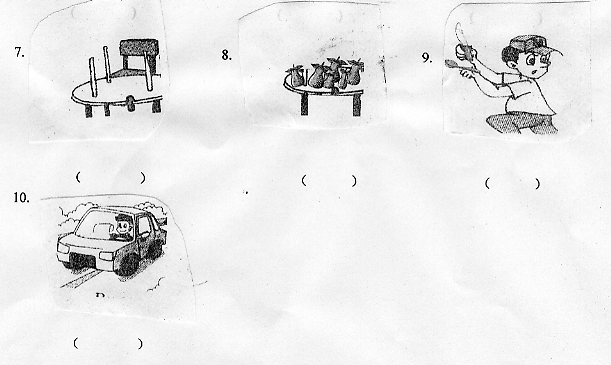 7. 8. 9.
( ) ( ) ( )
10.
( )